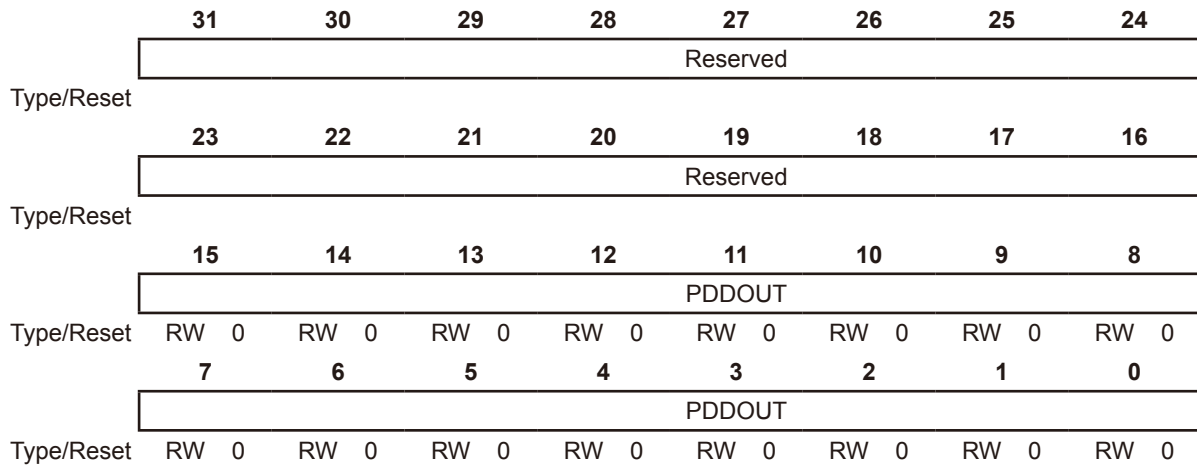 31 30 29 28 27 26 25 24
Reserved
Type/Reset
23 22 21 20 19 18 17 16
Reserved
Type/Reset
15 14 13 12 11 10 9 8
PDDOUT
Type/Reset RW 0 RW 0 RW 0 RW 0 RW 0 RW 0 RW 0 RW 0
7 6 5 4 3 2 1 0
PDDOUT
Type/Reset RW 0 RW 0 RW 0 RW 0 RW 0 RW 0 RW 0 RW 0